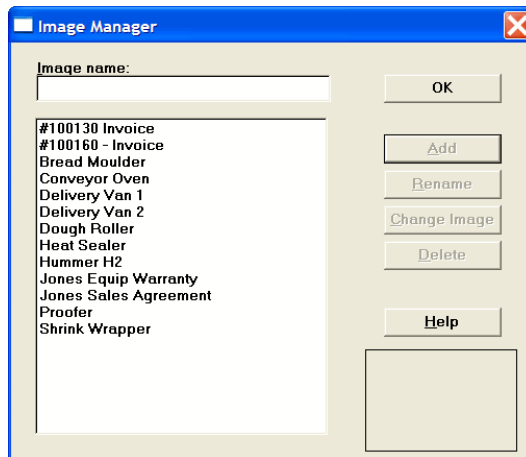 Image Manager
Image name:
OK
#100130 Invoice
#100160 - Invoice
Bread Moulder
Conveyor Oven
Delivery Van 1
Delivery Van 2
Dough Roller
Heat Sealer
Hummer H2
Jones Equip Warranty
Jones Sales Agreement
Proofer
Shrink Wrapper
Add
Rename
Change Image
Delete
Help